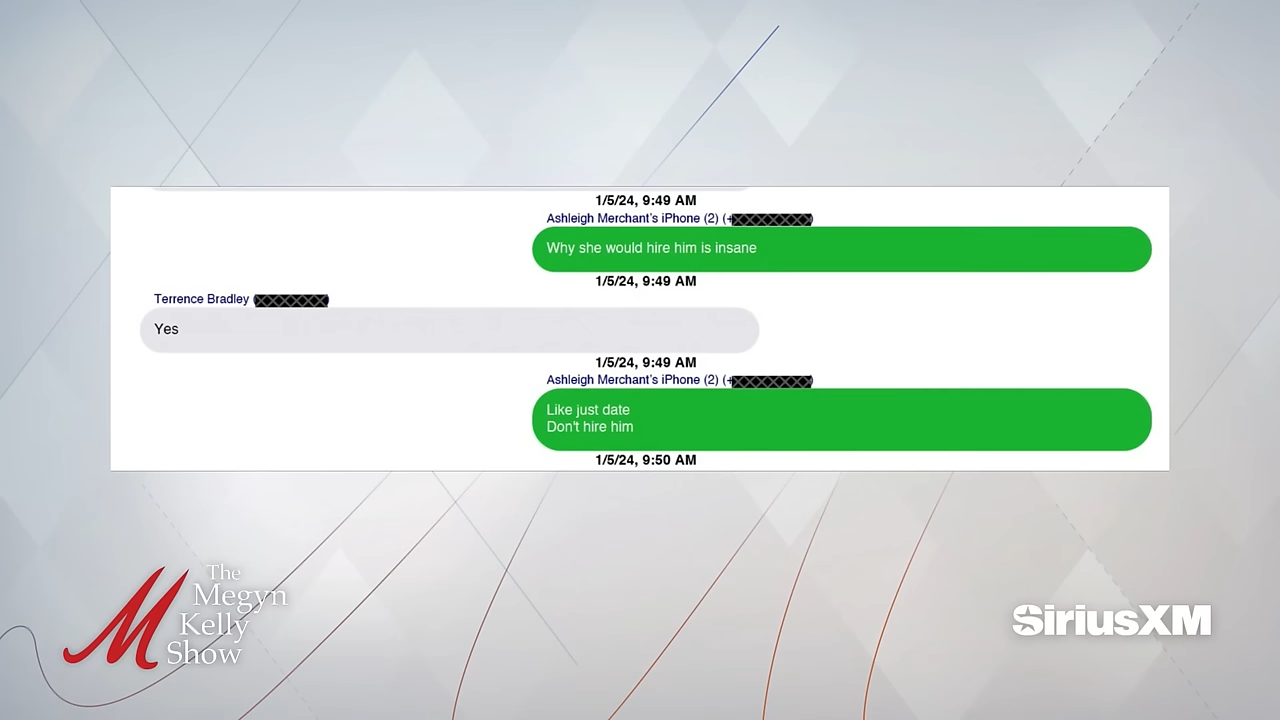 1/5/24, 9:49 AM
Ashleigh Merchant's iPhone (2) (+
)
Why she would hire him is insane
1/5/24, 9:49 AM
Terrence Bradley
Yes
1/5/24, 9:49 AM
Ashleigh Merchant's iPhone (2) (+
)
Like just date
Don't hire him
1/5/24, 9:50 AM
M
The
Megyn
Kelly
Show
SiriusXM